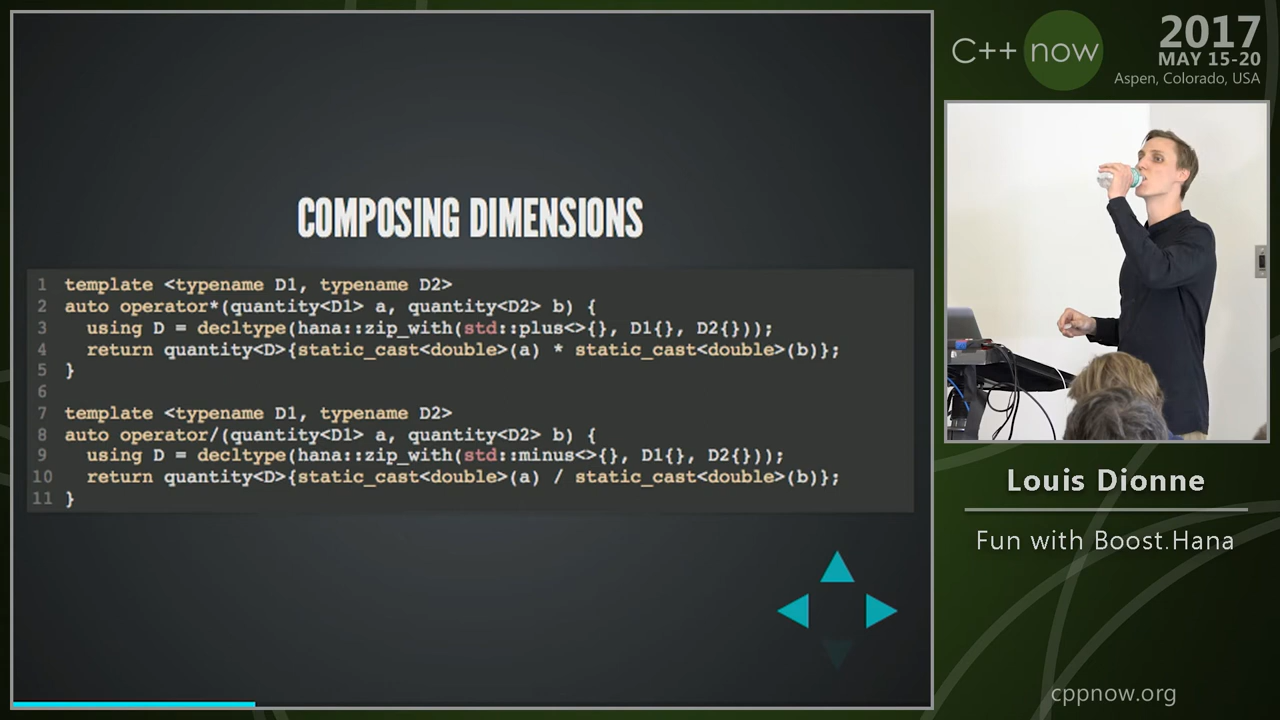 COMPOSING DIMENSIONS
1 template <typename D1, typename D2>
2 auto operator*(quantity<D1> a, quantity<D2> b) {
3 using D = decltype(hana::zip_with(std::plus<>{}, D1{}, D2{}));
4 return quantity<D>{static_cast<double>(a) * static_cast<double>(b)};
5 }
6
7 template <typename D1, typename D2>
8 auto operator/(quantity<D1> a, quantity<D2> b) {
9 using D = decltype(hana::zip_with(std::minus<>{}, D1{}, D2{}));
10 return quantity<D>{static_cast<double>(a) / static_cast<double>(b)};
11 }
C++ now
2017
MAY 15-20
Aspen, Colorado, USA
Louis Dionne
Fun with Boost.Hana
cppnow.org